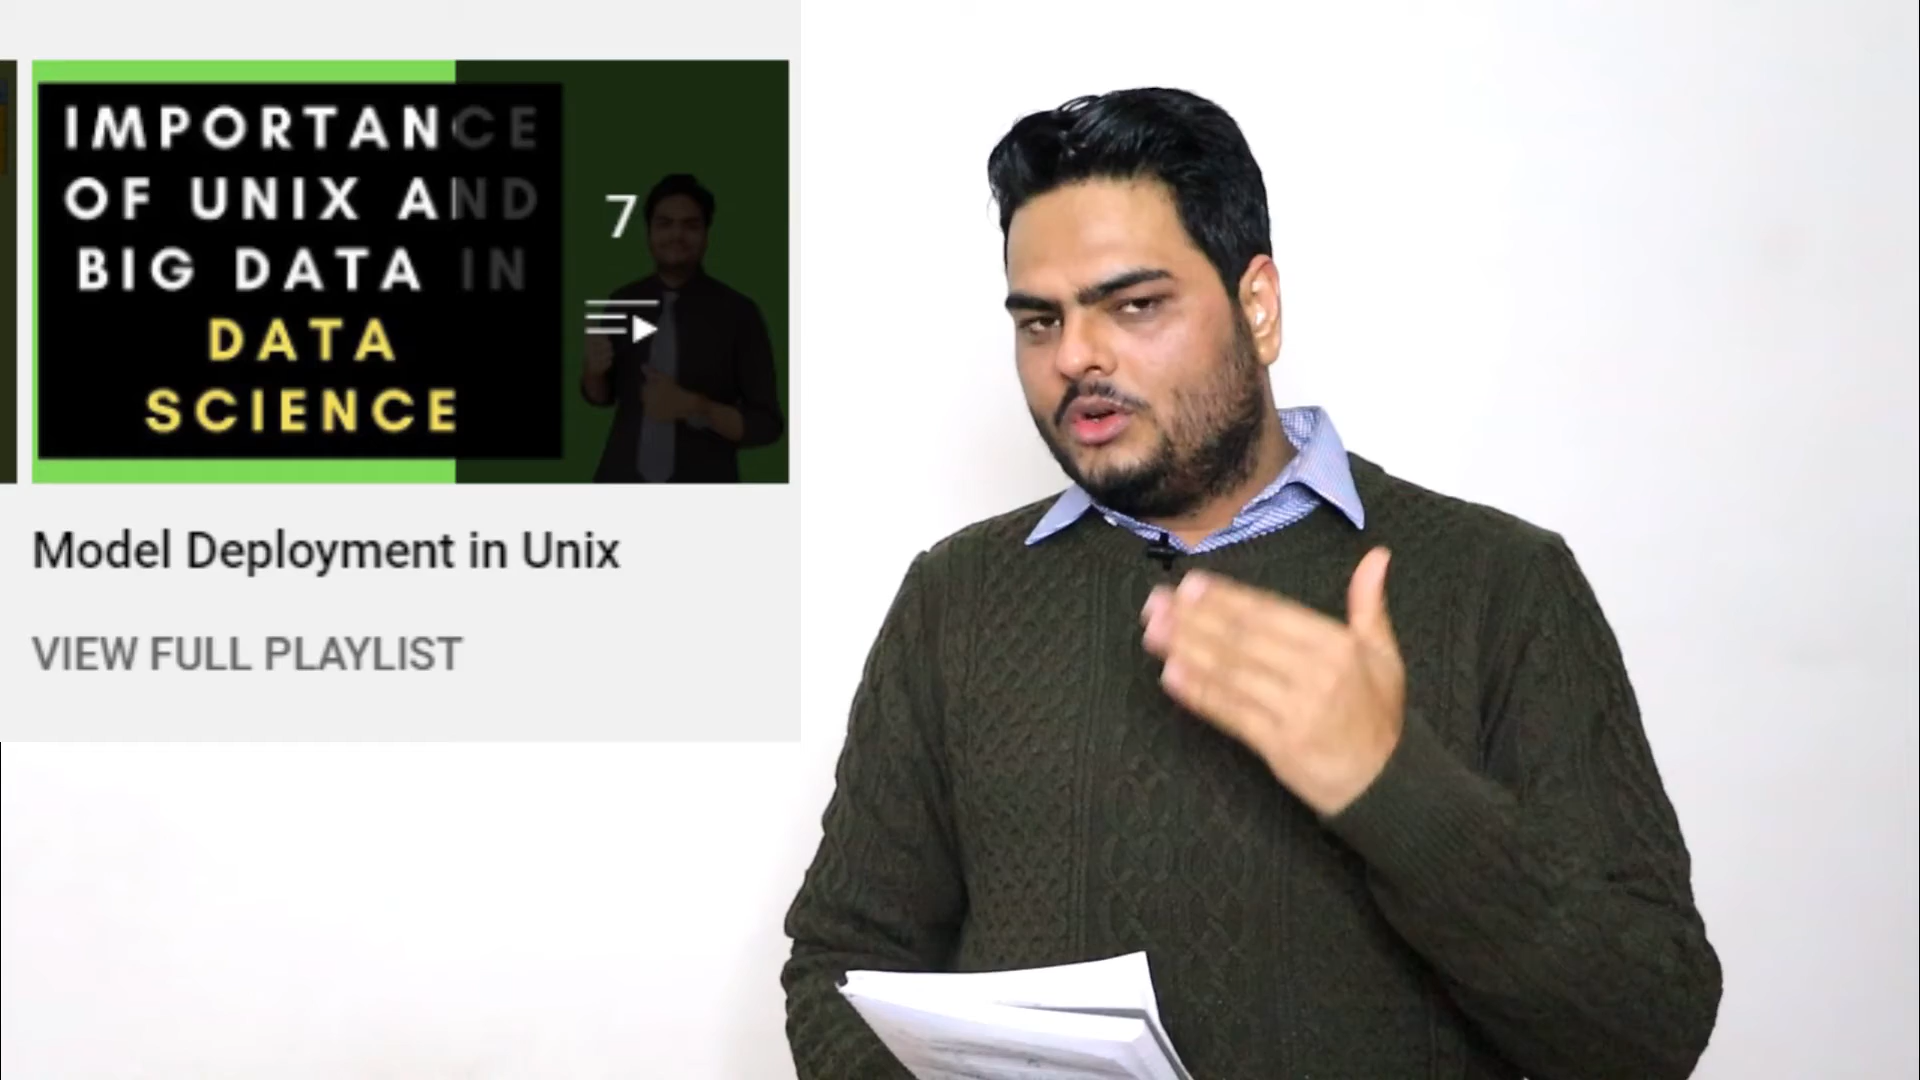 IMPORTANCE
OF UNIX AND
BIG DATA IN
DATA
SCIENCE
7
Model Deployment in Unix
VIEW FULL PLAYLIST